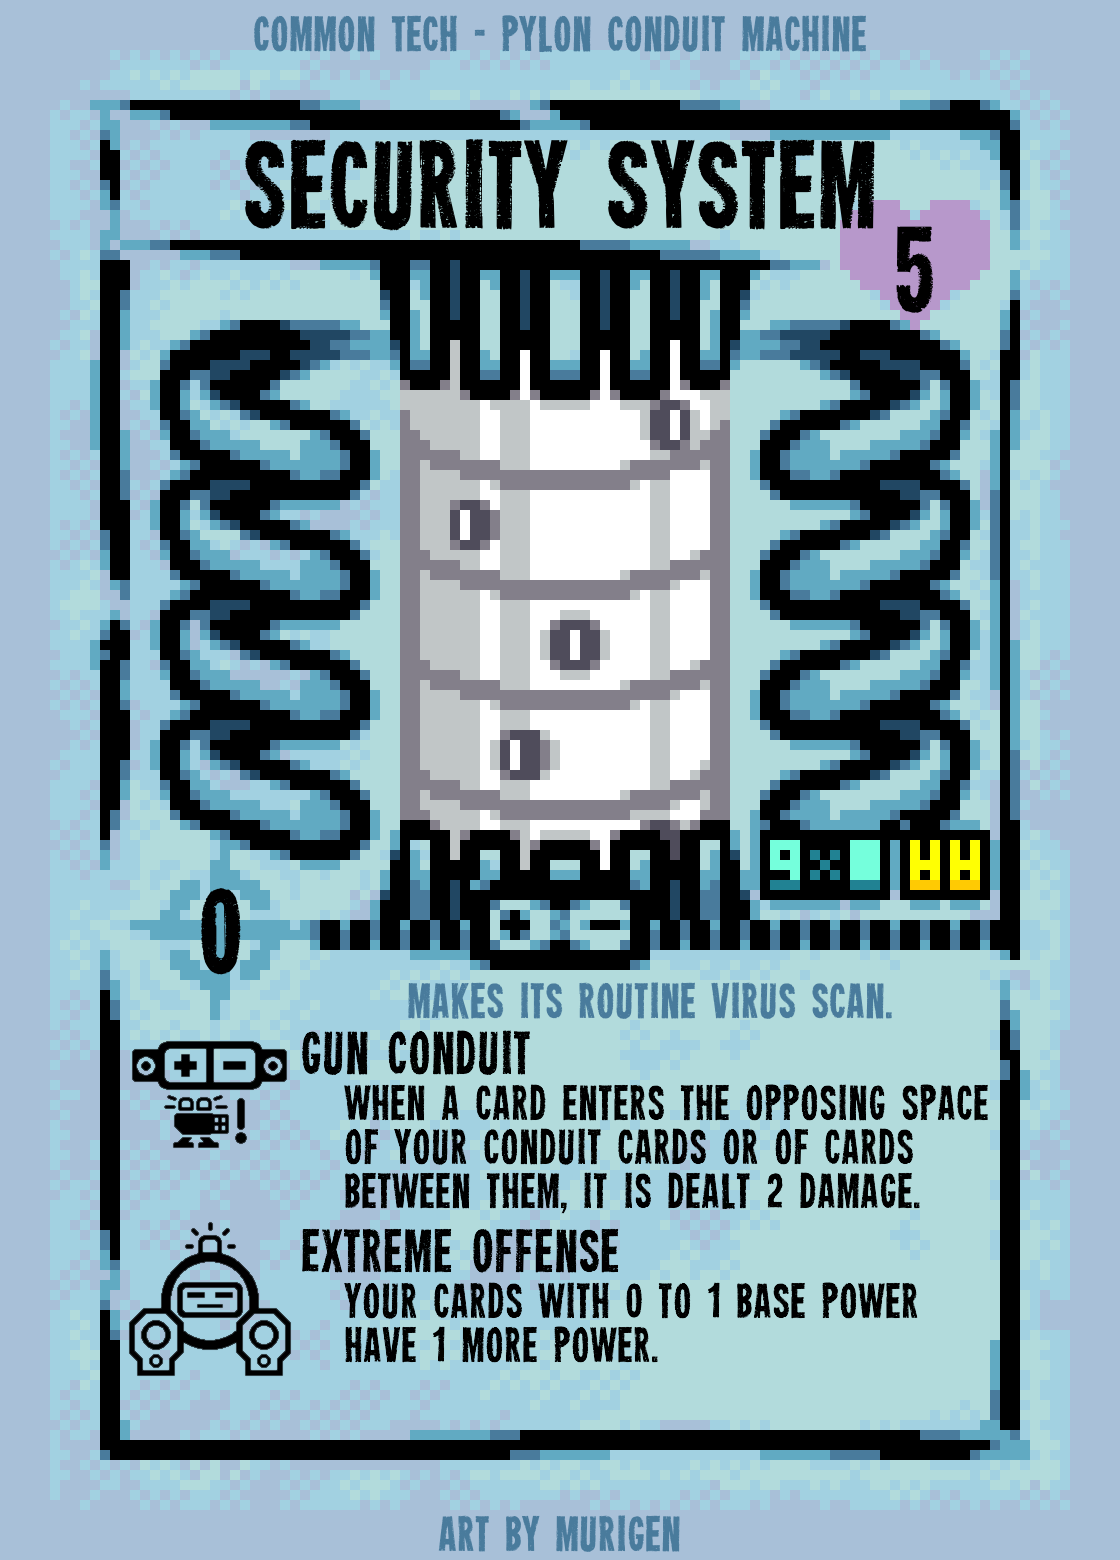 COMMON TECH - PYLON CONDUIT MACHINE
SECURITY SYSTEM
5
9x
0
MAKES ITS ROUTINE VIRUS SCAN.
GUN CONDUIT
WHEN A CARD ENTERS THE OPPOSING SPACE
OF YOUR CONDUIT CARDS OR OF CARDS
BETWEEN THEM, IT IS DEALT 2 DAMAGE.
EXTREME OFFENSE
YOUR CARDS WITH 0 TO 1 BASE POWER
HAVE 1 MORE POWER.
ART BY MURIGEN